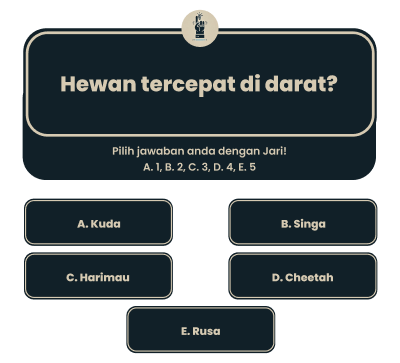 Hewan tercepat di darat?
Pilih jawaban anda dengan Jari!
A. 1, B. 2, C. 3, D. 4, E. 5
A. Kuda
B. Singa
C. Harimau
D. Cheetah
E. Rusa